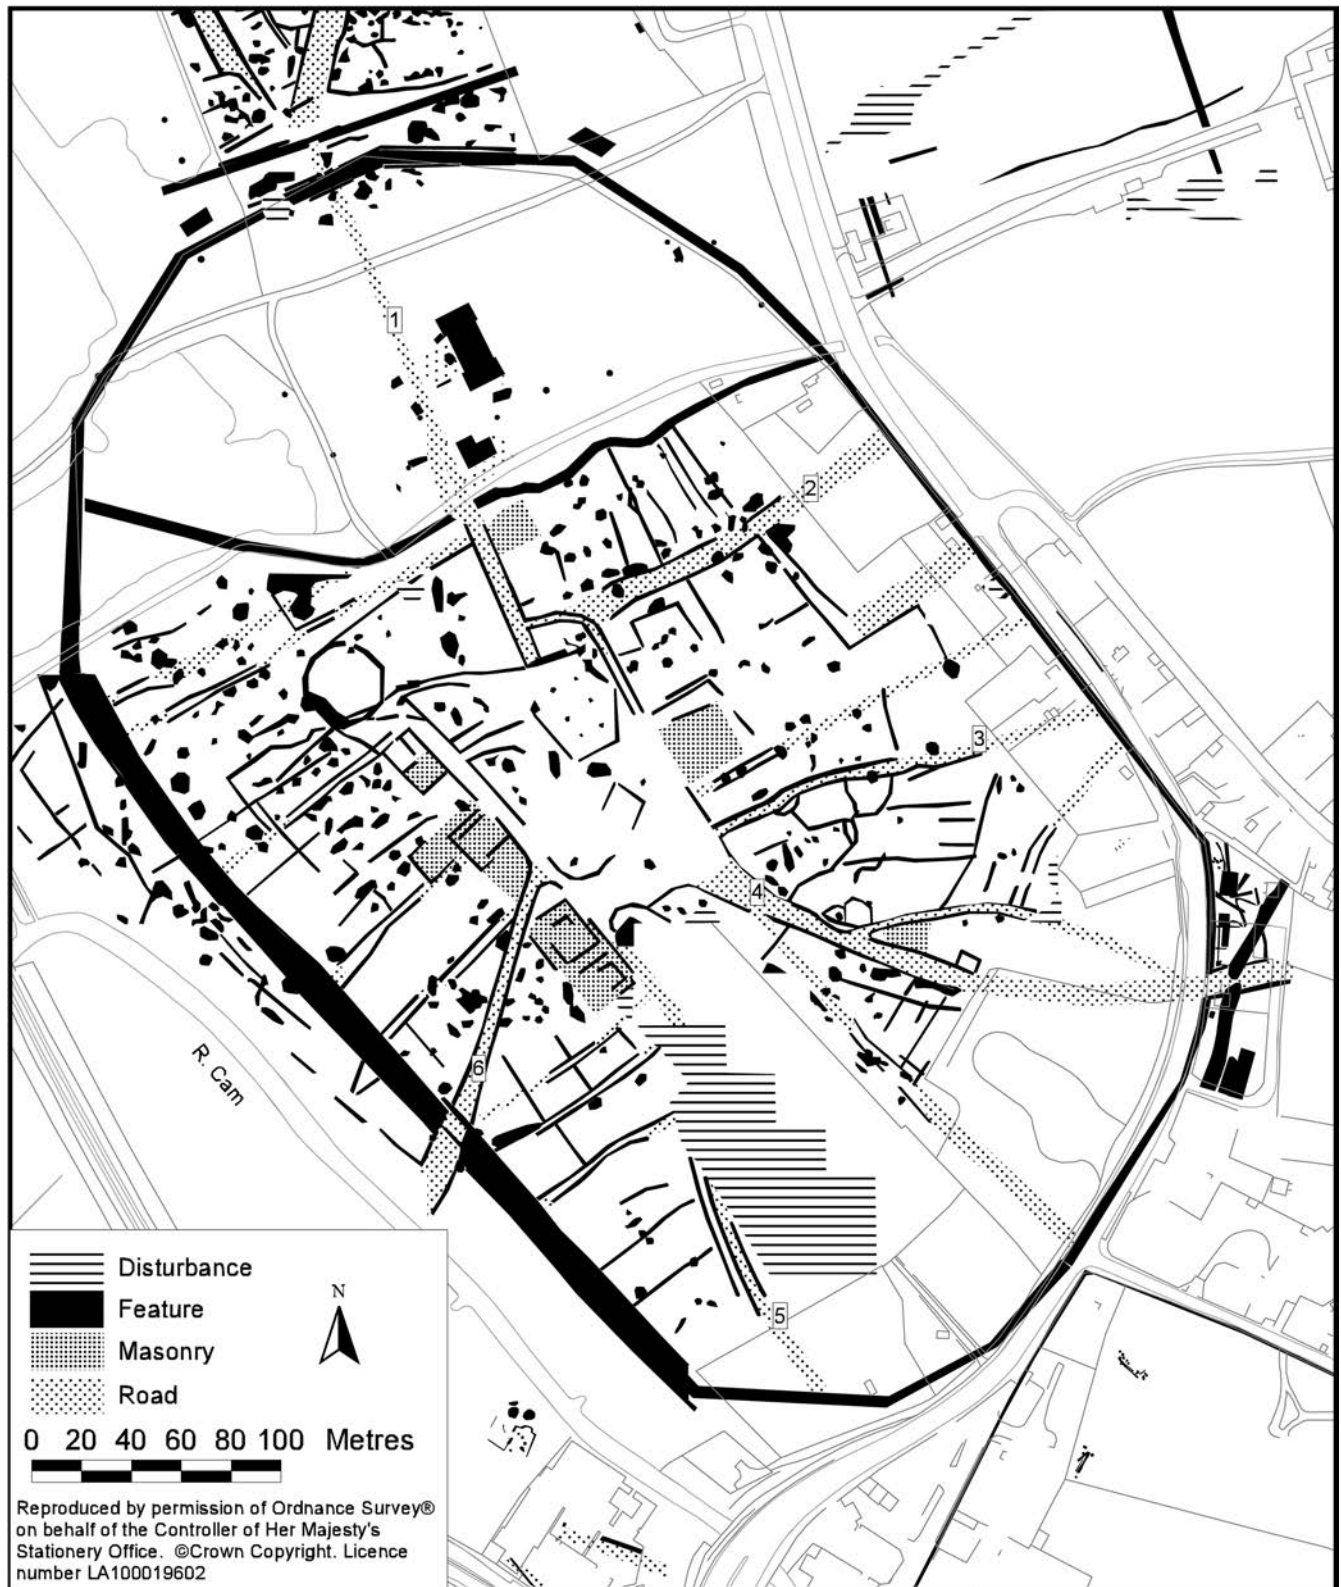 1
2
3
4
R. Cam
6
5
Disturbance
Feature
Masonry
Road
N
0 20 40 60 80 100 Metres
Reproduced by permission of Ordnance Survey®
on behalf of the Controller of Her Majesty's
Stationery Office. ©Crown Copyright. Licence
number LA100019602